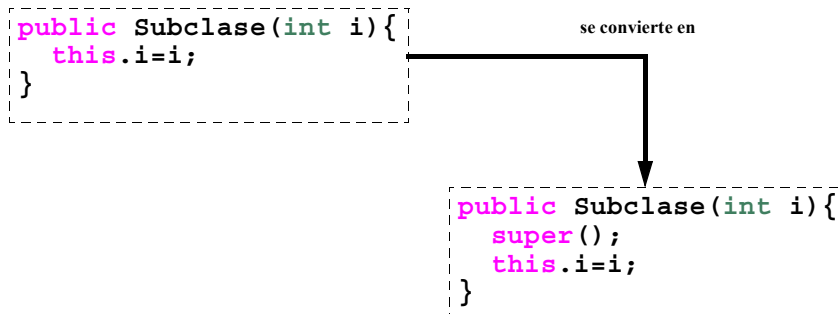 public Subclase(int i){
this.i=i;
}
se convierte en
public Subclase(int i){
super();
this.i=i;
}